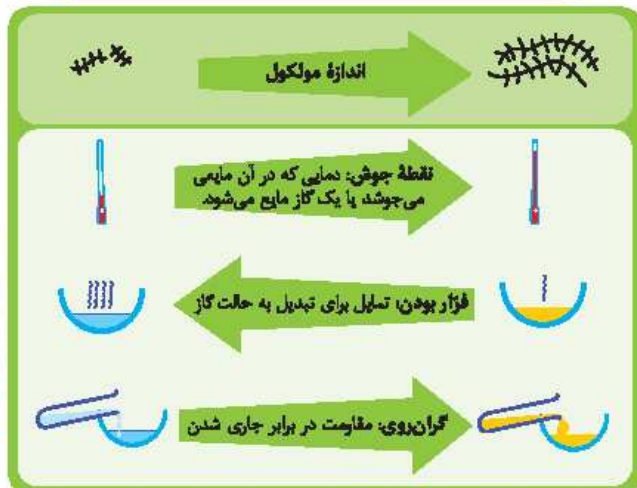 اندازهٔ مولکول
نقطهٔ جوش: دمایی که در آن مایعی
می‌جوشد یا یک گاز مایع می‌شود.
فرّار بودن: تمایل برای تبدیل به حالت گاز
گران‌روی: مقاومت در برابر جاری شدن